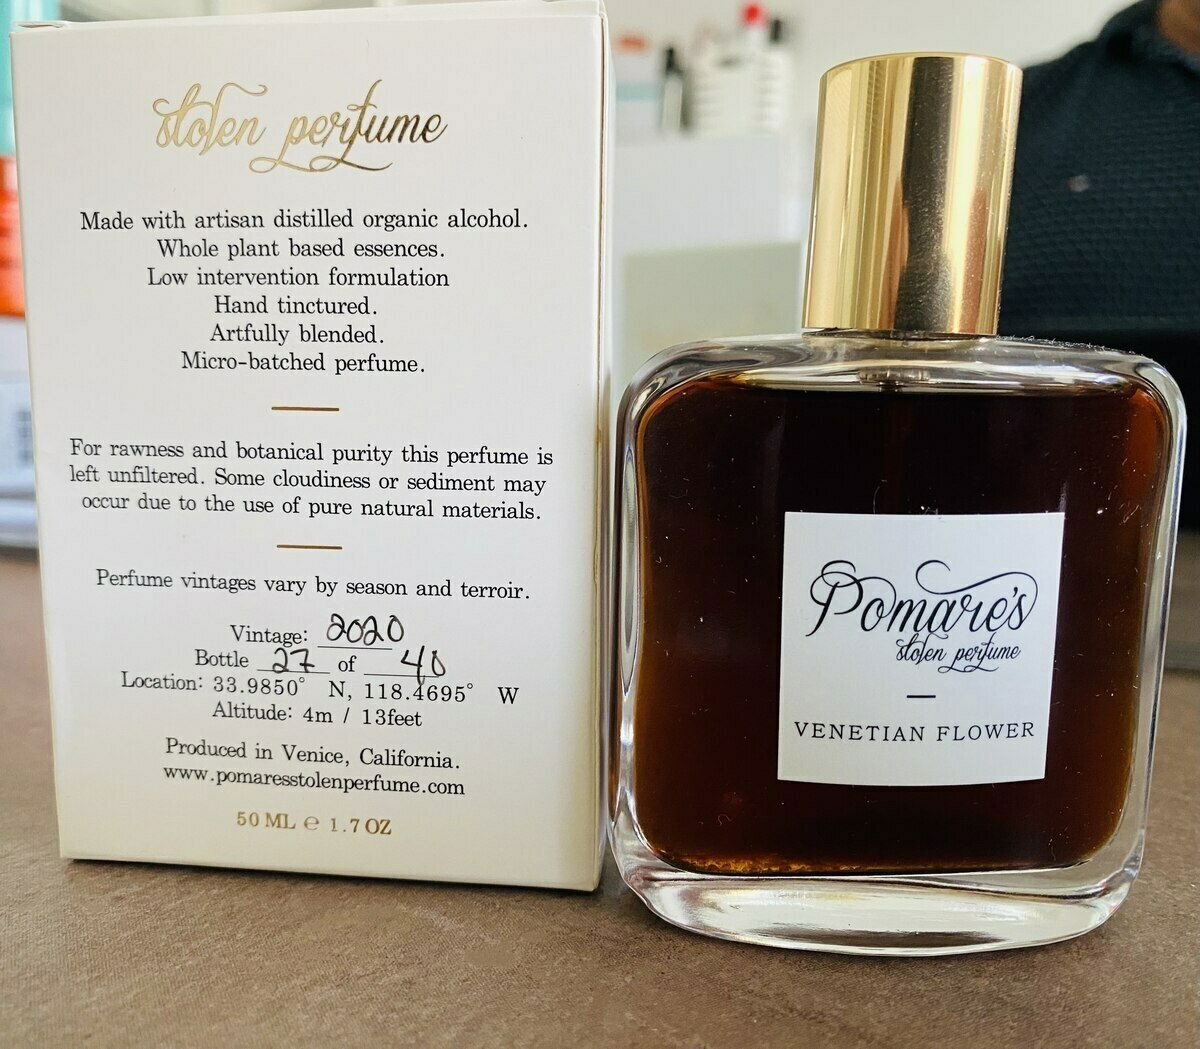 stolen perfume
Made with artisan distilled organic alcohol.
Whole plant based essences.
Low intervention formulation
Hand tinctured.
Artfully blended.
Micro-batched perfume.
For rawness and botanical purity this perfume is
left unfiltered. Some cloudiness or sediment may
occur due to the use of pure natural materials.
Perfume vintages vary by season and terroir.
Vintage: 2020
Bottle 27 of 40
Location: 33.9850° N, 118.4695° W
Altitude: 4m / 13feet
Produced in Venice, California.
www.pomaresstolenperfume.com
50 ML ℮ 1.7 OZ
Pomare's
stolen perfume
VENETIAN FLOWER